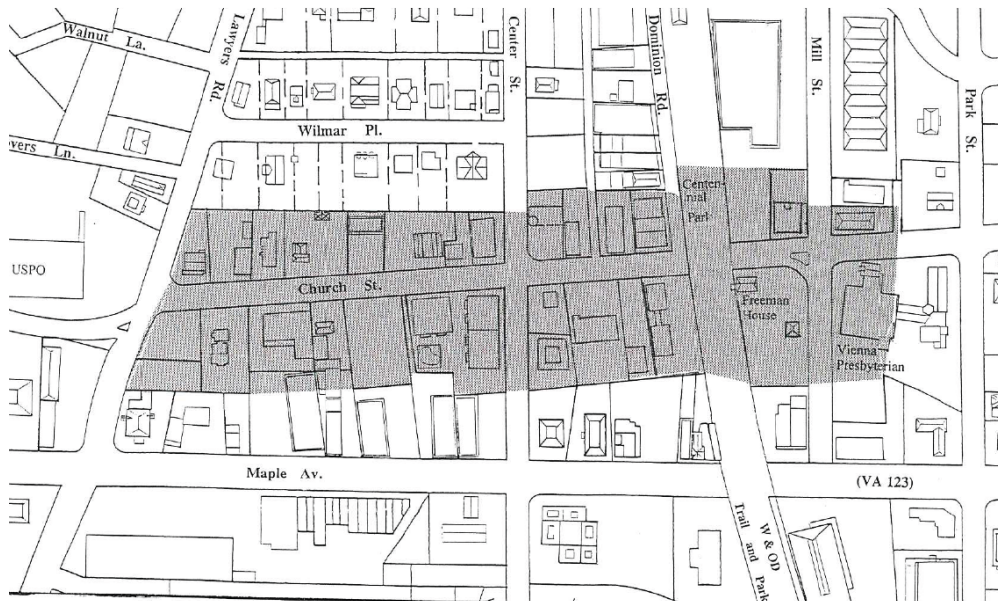 Walnut La.
Lawyers Rd.
Center St.
Dominion Rd.
Mill St.
Park St.
Wilmar Pl.
overs Ln.
Centen-
nial
Park
USPO
Church St.
Freeman
House
Vienna
Presbyterian
Maple Av.
(VA 123)
W & OD
Trail and Park